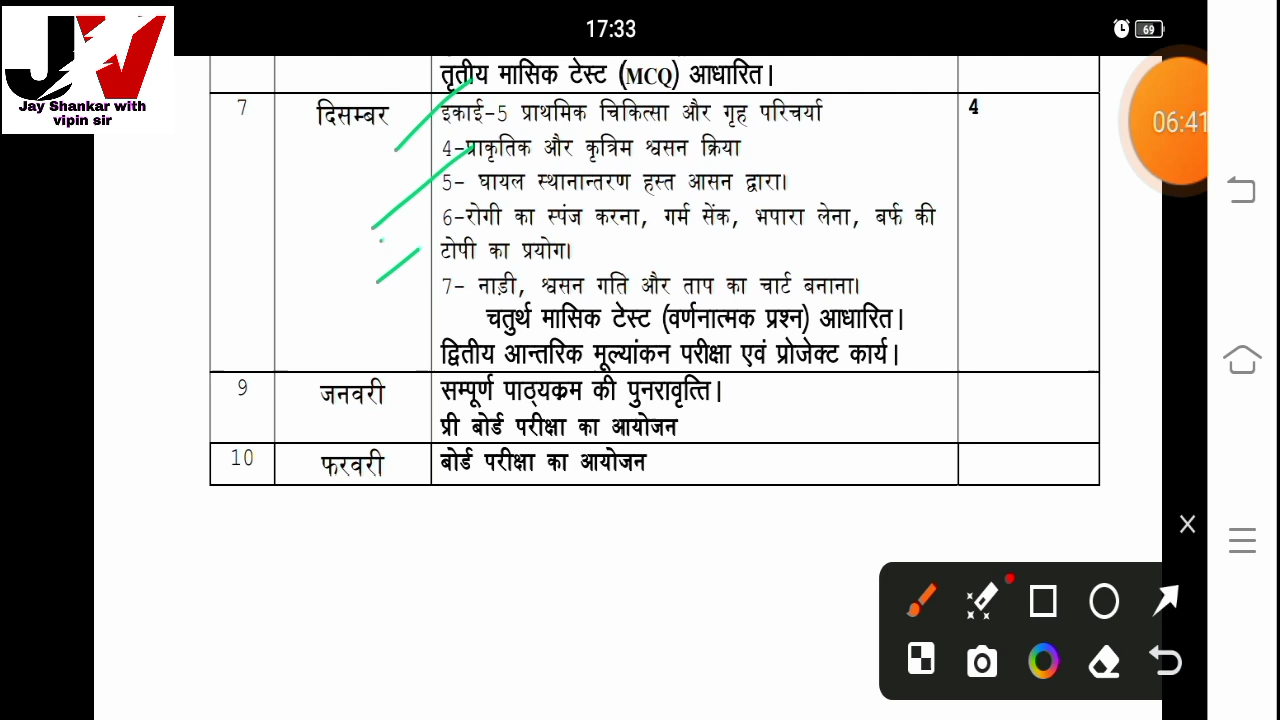 17:33
69
JV
Jay Shankar with
vipin sir
06:41
तृतीय मासिक टेस्ट (MCQ) आधारित।
7 दिसम्बर इकाई-5 प्राथमिक चिकित्सा और गृह परिचर्या 4
4-प्राकृतिक और कृत्रिम श्वसन क्रिया
5- घायल स्थानान्तरण हस्त आसन द्वारा।
6-रोगी का स्पंज करना, गर्म सेंक, भपारा लेना, बर्फ की
टोपी का प्रयोग।
7- नाड़ी, श्वसन गति और ताप का चार्ट बनाना।
चतुर्थ मासिक टेस्ट (वर्णनात्मक प्रश्न) आधारित।
द्वितीय आन्तरिक मूल्यांकन परीक्षा एवं प्रोजेक्ट कार्य।
9 जनवरी सम्पूर्ण पाठ्यक्रम की पुनरावृत्ति।
प्री बोर्ड परीक्षा का आयोजन
10 फरवरी बोर्ड परीक्षा का आयोजन